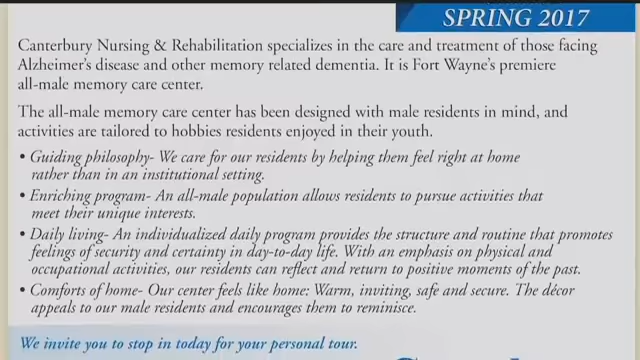 SPRING 2017
Canterbury Nursing & Rehabilitation specializes in the care and treatment of those facing
Alzheimer's disease and other memory related dementia. It is Fort Wayne's premiere
all-male memory care center.
The all-male memory care center has been designed with male residents in mind, and
activities are tailored to hobbies residents enjoyed in their youth.
• Guiding philosophy- We care for our residents by helping them feel right at home
rather than in an institutional setting.
• Enriching program- An all-male population allows residents to pursue activities that
meet their unique interests.
• Daily living- An individualized daily program provides the structure and routine that promotes
feelings of security and certainty in day-to-day life. With an emphasis on physical and
occupational activities, our residents can reflect and return to positive moments of the past.
• Comforts of home- Our center feels like home: Warm, inviting, safe and secure. The décor
appeals to our male residents and encourages them to reminisce.
We invite you to stop in today for your personal tour.